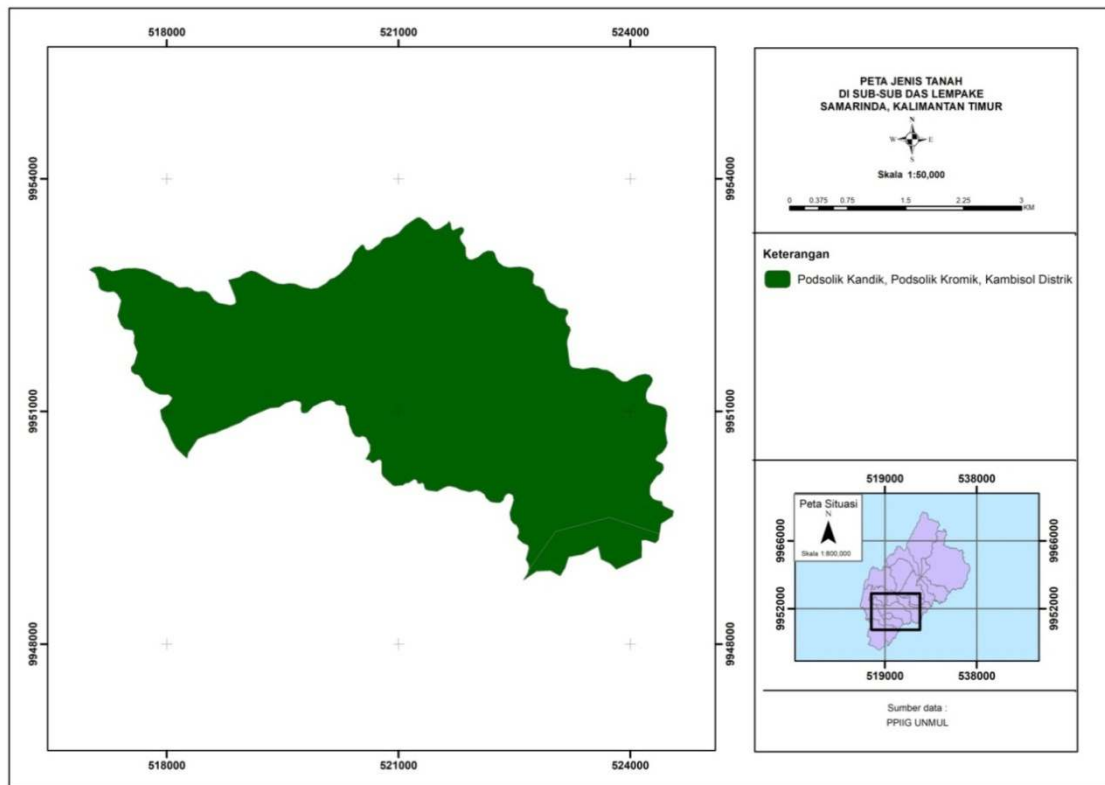 518000
521000
524000
9954000
9954000
9951000
9951000
9948000
9948000
518000
521000
524000
PETA JENIS TANAH
DI SUB-SUB DAS LEMPAKE
SAMARINDA, KALIMANTAN TIMUR
N
W
E
S
Skala 1:50,000
0 0.375 0.75 1.5 2.25 3
KM
Keterangan
Podsolik Kandik, Podsolik Kromik, Kambisol Distrik
519000
538000
Peta Situasi
N
Skala 1:800,000
9966000
9966000
9952000
9952000
519000
538000
Sumber data :
PPIIG UNMUL